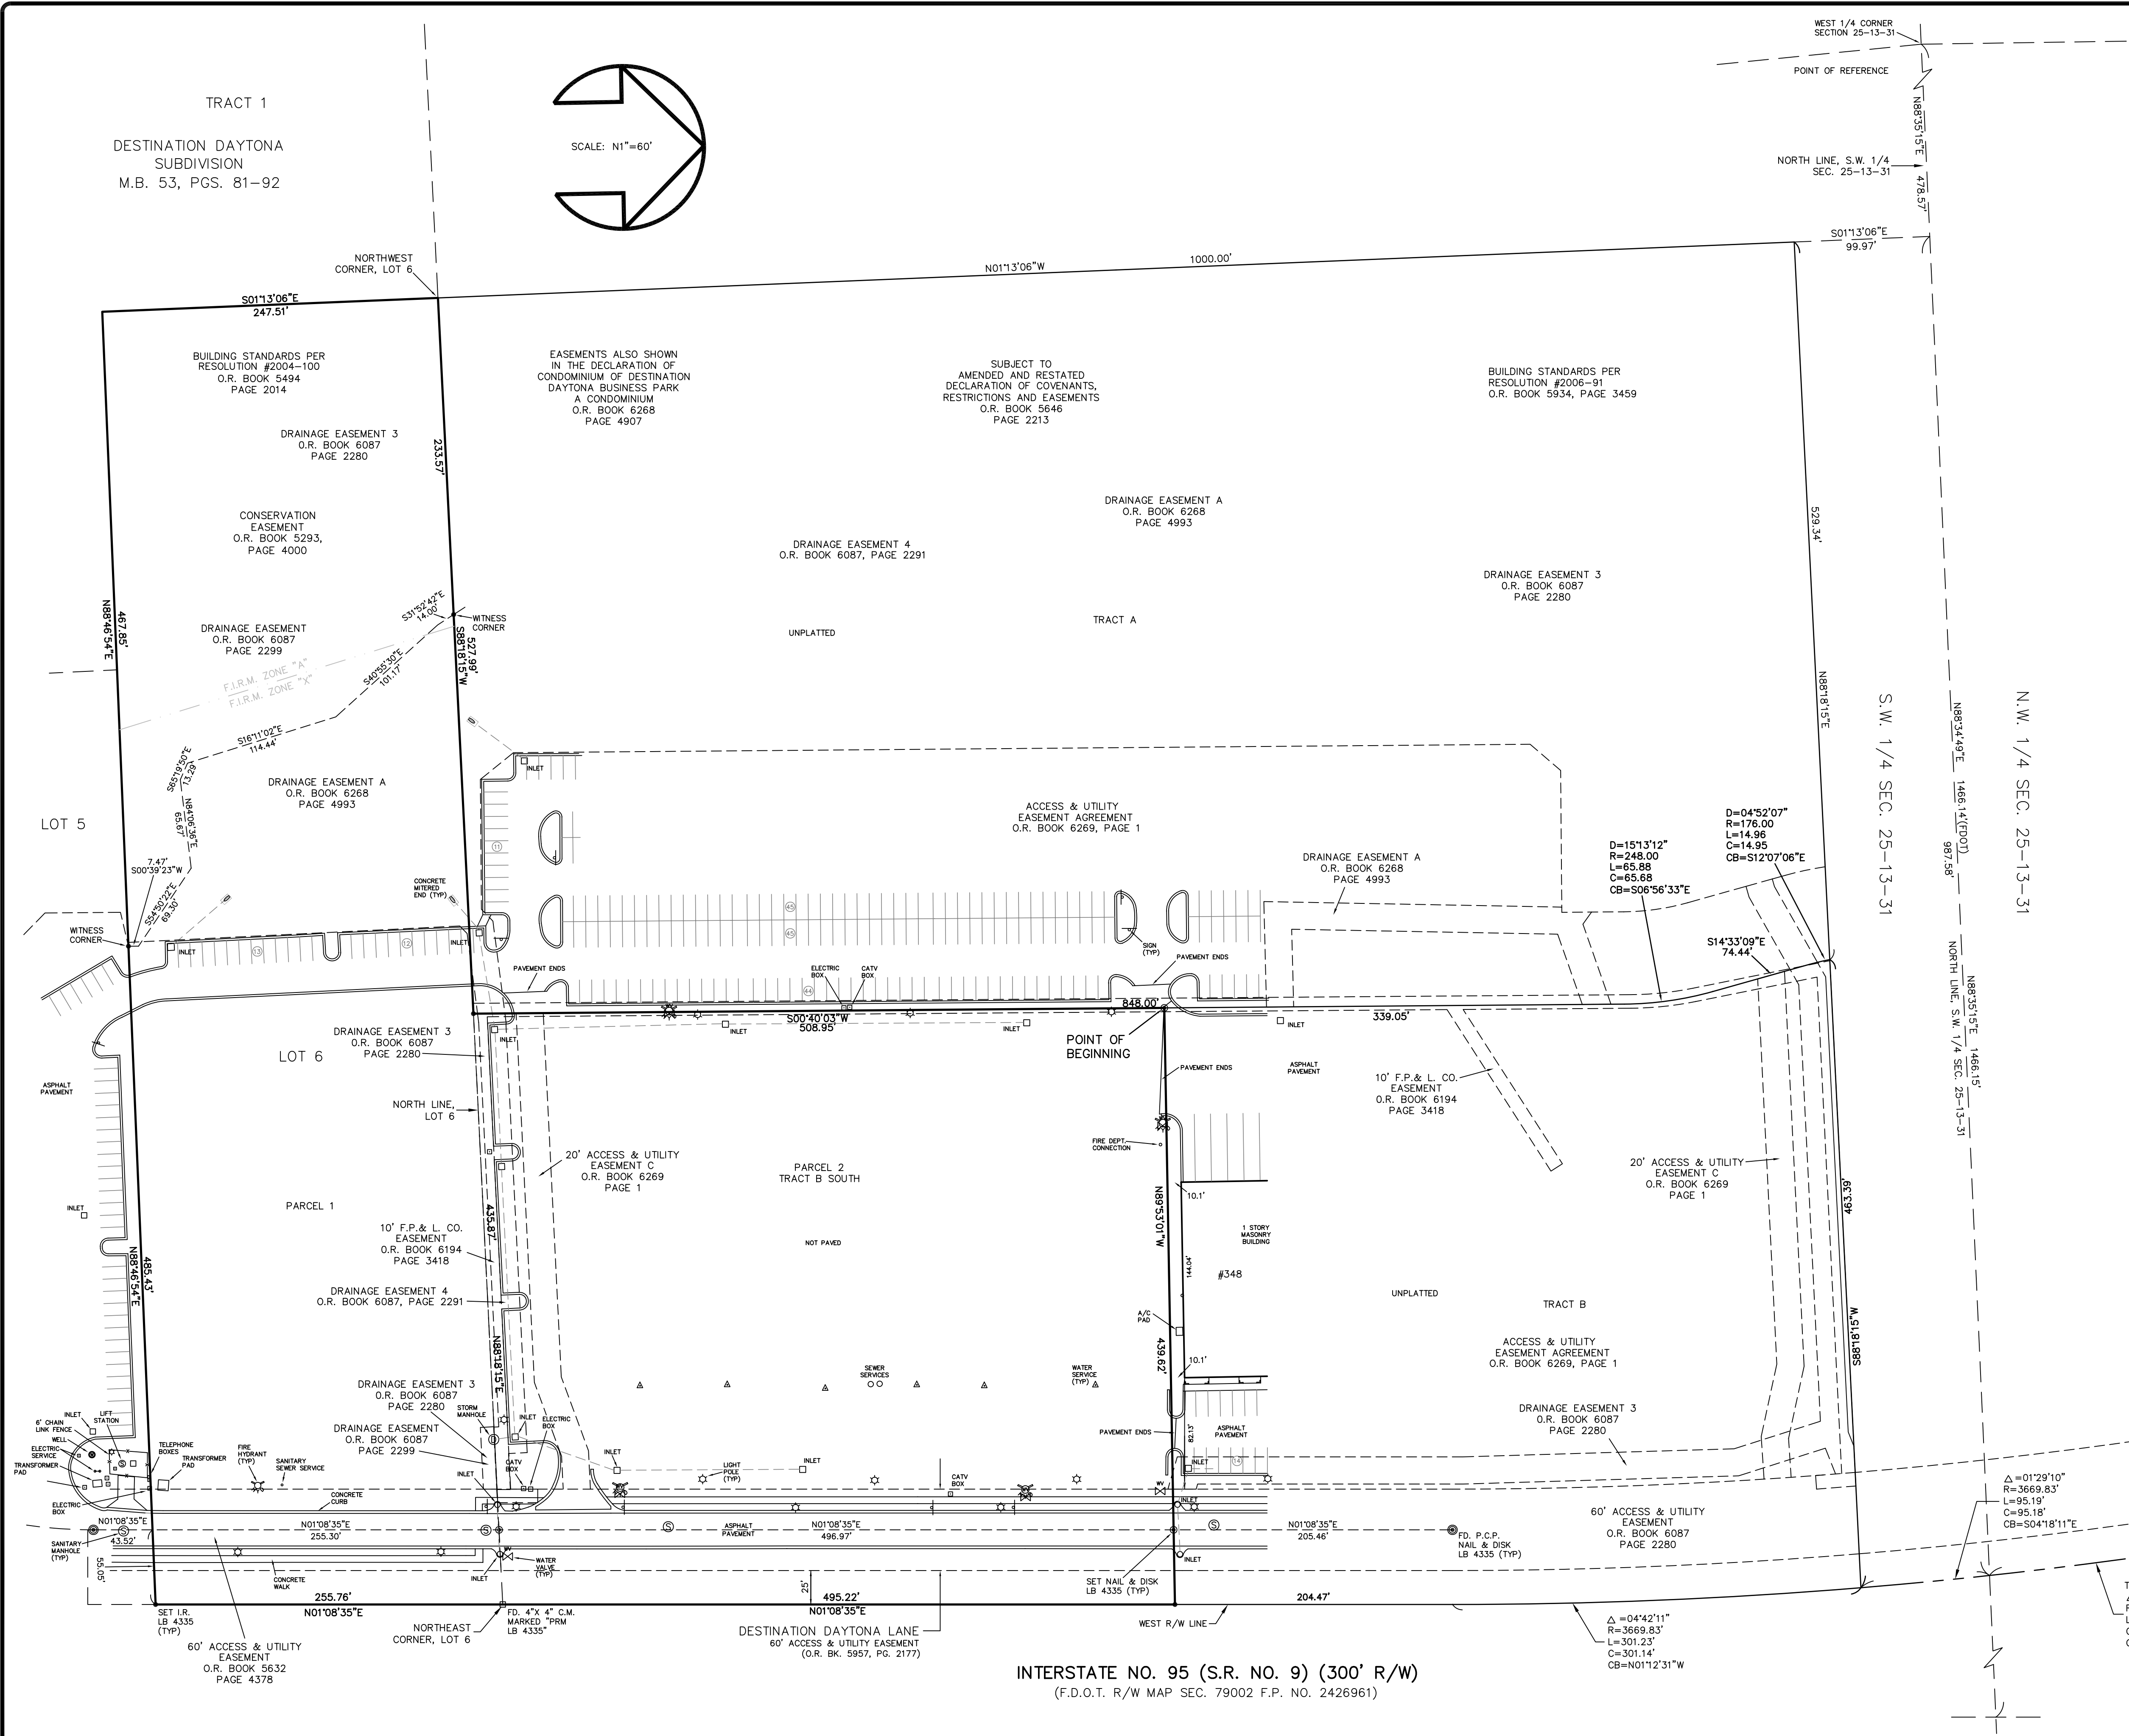 WEST 1/4 CORNER
SECTION 25-13-31
POINT OF REFERENCE
N88°35'15"E 478.57'
NORTH LINE, S.W. 1/4
SEC. 25-13-31
S01°13'06"E
99.97'
TRACT 1
DESTINATION DAYTONA
SUBDIVISION
M.B. 53, PGS. 81-92
SCALE: N1"=60'
NORTHWEST
CORNER, LOT 6
N01°13'06"W 1000.00'
S01°13'06"E
247.51'
BUILDING STANDARDS PER
RESOLUTION #2004-100
O.R. BOOK 5494
PAGE 2014
EASEMENTS ALSO SHOWN
IN THE DECLARATION OF
CONDOMINIUM OF DESTINATION
DAYTONA BUSINESS PARK
A CONDOMINIUM
O.R. BOOK 6268
PAGE 4907
SUBJECT TO
AMENDED AND RESTATED
DECLARATION OF COVENANTS,
RESTRICTIONS AND EASEMENTS
O.R. BOOK 5646
PAGE 2213
BUILDING STANDARDS PER
RESOLUTION #2006-91
O.R. BOOK 5934, PAGE 3459
DRAINAGE EASEMENT 3
O.R. BOOK 6087
PAGE 2280
233.57'
CONSERVATION
EASEMENT
O.R. BOOK 5293,
PAGE 4000
DRAINAGE EASEMENT A
O.R. BOOK 6268
PAGE 4993
DRAINAGE EASEMENT 4
O.R. BOOK 6087, PAGE 2291
529.34'
DRAINAGE EASEMENT 3
O.R. BOOK 6087
PAGE 2280
467.85'
N88°46'54"E
DRAINAGE EASEMENT
O.R. BOOK 6087
PAGE 2299
S31°52'42"E
14.00'
WITNESS
CORNER
527.99'
S88°18'15"W
UNPLATTED
TRACT A
F.I.R.M. ZONE "A"
F.I.R.M. ZONE "X"
S40°55'30"E
101.17'
S16°11'02"E
114.44'
S65°19'50"E
13.29'
N84°06'36"E
65.67'
DRAINAGE EASEMENT A
O.R. BOOK 6268
PAGE 4993
N88°18'15"E
S.W. 1/4 SEC. 25-13-31
N.W. 1/4 SEC. 25-13-31
N88°34'49"E 1466.14'(FDOT)
987.58'
N88°35'15"E 1466.15'
NORTH LINE, S.W. 1/4 SEC. 25-13-31
LOT 5
INLET
11
ACCESS & UTILITY
EASEMENT AGREEMENT
O.R. BOOK 6269, PAGE 1
D=04°52'07"
R=176.00
L=14.96
C=14.95
CB=S12°07'06"E
D=15°13'12"
R=248.00
L=65.88
C=65.68
CB=S06°56'33"E
DRAINAGE EASEMENT A
O.R. BOOK 6268
PAGE 4993
7.47'
S00°39'23"W
S54°50'22"E
69.30'
CONCRETE
MITERED
END (TYP)
WITNESS
CORNER
INLET
13
12
INLET
45
45
SIGN
(TYP)
PAVEMENT ENDS
S14°33'09"E
74.44'
PAVEMENT ENDS
ELECTRIC
BOX
CATV
BOX
44
848.00'
S00°40'03"W
508.95'
339.05'
INLET
INLET
INLET
INLET
POINT OF
BEGINNING
DRAINAGE EASEMENT 3
O.R. BOOK 6087
PAGE 2280
LOT 6
ASPHALT
PAVEMENT
NORTH LINE,
LOT 6
PAVEMENT ENDS
ASPHALT
PAVEMENT
10' F.P.& L. CO.
EASEMENT
O.R. BOOK 6194
PAGE 3418
FIRE DEPT.
CONNECTION
20' ACCESS & UTILITY
EASEMENT C
O.R. BOOK 6269
PAGE 1
PARCEL 2
TRACT B SOUTH
20' ACCESS & UTILITY
EASEMENT C
O.R. BOOK 6269
PAGE 1
463.39'
S88°18'15"W
INLET
PARCEL 1
435.87'
N88°18'15"E
10' F.P.& L. CO.
EASEMENT
O.R. BOOK 6194
PAGE 3418
NOT PAVED
N89°53'01"W
439.62'
10.1'
1 STORY
MASONRY
BUILDING
#348
144.04'
485.43'
N88°46'54"E
DRAINAGE EASEMENT 4
O.R. BOOK 6087, PAGE 2291
UNPLATTED
TRACT B
A/C
PAD
10.1'
ACCESS & UTILITY
EASEMENT AGREEMENT
O.R. BOOK 6269, PAGE 1
SEWER
SERVICES
WATER
SERVICE
(TYP)
DRAINAGE EASEMENT 3
O.R. BOOK 6087
PAGE 2280
STORM
MANHOLE
INLET
ELECTRIC
BOX
DRAINAGE EASEMENT
O.R. BOOK 6087
PAGE 2299
DRAINAGE EASEMENT 3
O.R. BOOK 6087
PAGE 2280
PAVEMENT ENDS
82.13'
ASPHALT
PAVEMENT
INLET
14
INLET
LIFT
STATION
6' CHAIN
LINK FENCE
WELL
ELECTRIC
SERVICE
TRANSFORMER
PAD
TELEPHONE
BOXES
TRANSFORMER
PAD
FIRE
HYDRANT
(TYP)
SANITARY
SEWER SERVICE
ELECTRIC
BOX
INLET
CATV
BOX
INLET
LIGHT
POLE
(TYP)
INLET
CATV
BOX
WV
INLET
CONCRETE
CURB
N01°08'35"E
43.52'
N01°08'35"E
255.30'
ASPHALT
PAVEMENT
N01°08'35"E
496.97'
N01°08'35"E
205.46'
FD. P.C.P.
NAIL & DISK
LB 4335 (TYP)
60' ACCESS & UTILITY
EASEMENT
O.R. BOOK 6087
PAGE 2280
△=01°29'10"
R=3669.83'
L=95.19'
C=95.18'
CB=S04°18'11"E
SANITARY
MANHOLE
(TYP)
55.05'
CONCRETE
WALK
INLET
WV
WATER
VALVE
(TYP)
25'
SET NAIL & DISK
LB 4335 (TYP)
INLET
255.76'
N01°08'35"E
495.22'
N01°08'35"E
204.47'
SET I.R.
LB 4335
(TYP)
FD. 4"X 4" C.M.
MARKED "PRM
LB 4335"
NORTHEAST
CORNER, LOT 6
DESTINATION DAYTONA LANE
60' ACCESS & UTILITY EASEMENT
(O.R. BK. 5957, PG. 2177)
WEST R/W LINE
△=04°42'11"
R=3669.83'
L=301.23'
C=301.14'
CB=N01°12'31"W
60' ACCESS & UTILITY
EASEMENT
O.R. BOOK 5632
PAGE 4378
INTERSTATE NO. 95 (S.R. NO. 9) (300' R/W)
(F.D.O.T. R/W MAP SEC. 79002 F.P. NO. 2426961)